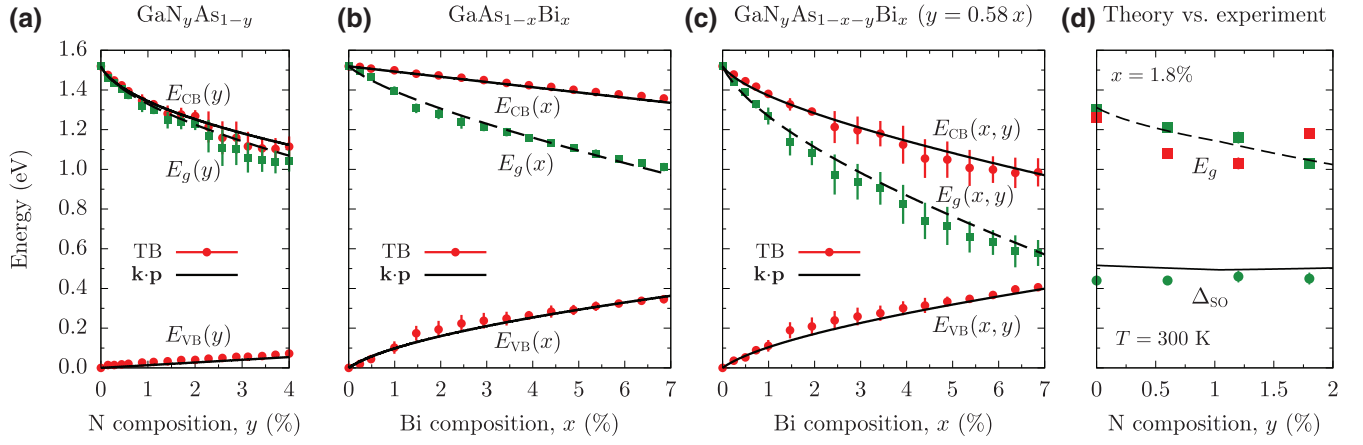 (a) GaNyAs1−y
(b) GaAs1−xBix
(c) GaNyAs1−x−yBix (y = 0.58 x)
(d) Theory vs. experiment
Energy (eV)
1.6
1.4
1.2
1.0
0.8
0.6
0.4
0.2
0.0
ECB(y)
Eg(y)
TB
k·p
EVB(y)
0 1 2 3 4
N composition, y (%)
ECB(x)
Eg(x)
TB
k·p
EVB(x)
0 1 2 3 4 5 6 7
Bi composition, x (%)
ECB(x, y)
Eg(x, y)
TB
k·p
EVB(x, y)
0 1 2 3 4 5 6 7
Bi composition, x (%)
x = 1.8%
Eg
ΔSO
T = 300 K
0 0.5 1 1.5 2
N composition, y (%)